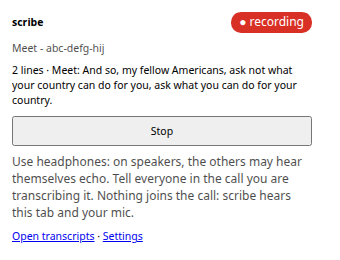 scribe
● recording
Meet - abc-defg-hij
2 lines · Meet: And so, my fellow Americans, ask not what
your country can do for you, ask what you can do for your
country.
Stop
Use headphones: on speakers, the others may hear
themselves echo. Tell everyone in the call you are
transcribing it. Nothing joins the call: scribe hears
this tab and your mic.
Open transcripts · Settings